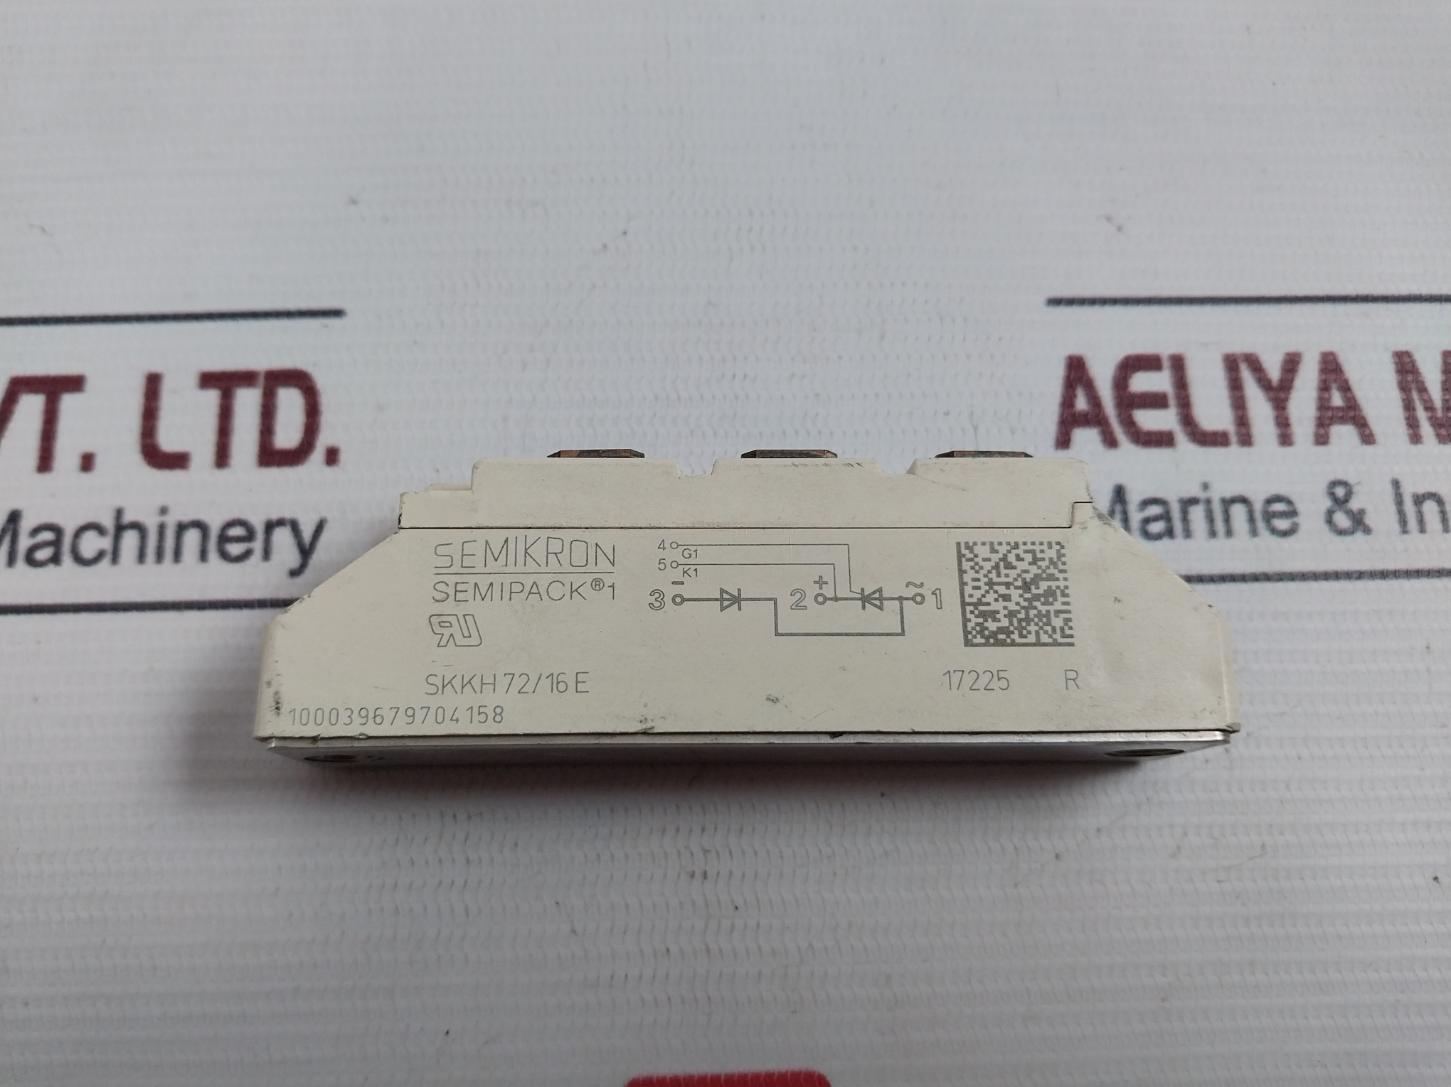 VT. LTD.
Machinery
AELIYA M
Marine & In
SEMIKRON
SEMIPACK®1
RU
SKKH 72/16 E
100039679704158
4
G1
5
K1
-
3
+
2
~
1
17225 R